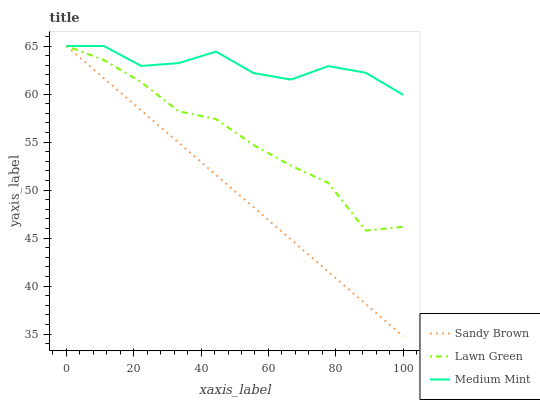 title
65
60
55
50
45
40
35
yaxis_label
0 20 40 60 80 100
xaxis_label
Sandy Brown
Lawn Green
Medium Mint